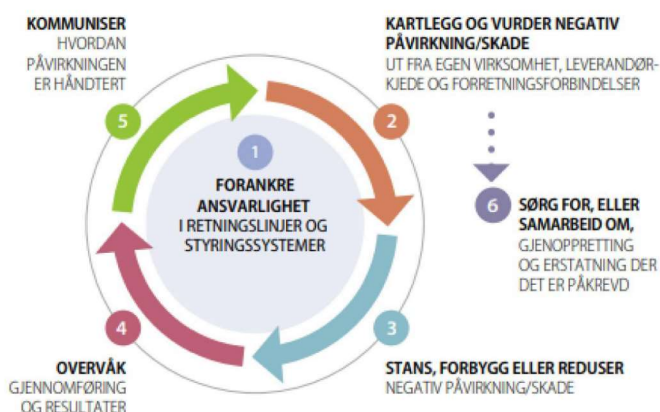 1
FORANKRE
ANSVARLIGHET
I RETNINGSLINJER OG
STYRINGSSYSTEMER
2
KARTLEGG OG VURDER NEGATIV
PÅVIRKNING/SKADE
UT FRA EGEN VIRKSOMHET, LEVERANDØR-
KJEDE OG FORRETNINGSFORBINDELSER
3
STANS, FORBYGG ELLER REDUSER
NEGATIV PÅVIRKNING/SKADE
4
OVERVÅK
GJENNOMFØRING
OG RESULTATER
5
KOMMUNISER
HVORDAN
PÅVIRKNINGEN
ER HÅNDTERT
6
SØRG FOR, ELLER
SAMARBEID OM,
GJENOPPRETTING
OG ERSTATNING DER
DET ER PÅKREVD